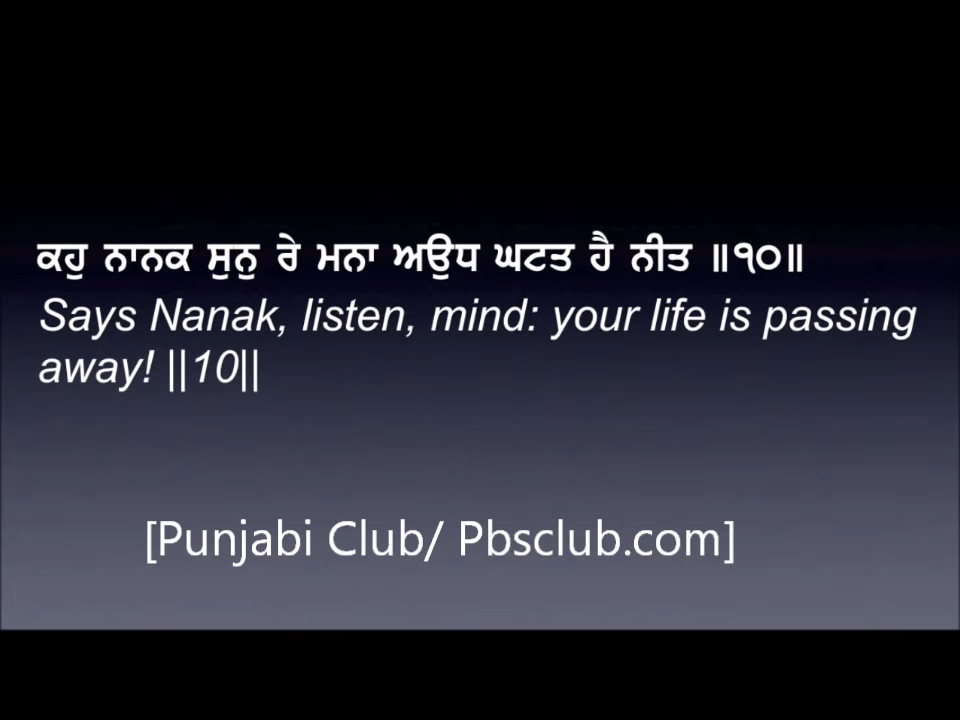 ਕਹੁ ਨਾਨਕ ਸੁਨੁ ਰੇ ਮਨਾ ਅਉਧ ਘਟਤ ਹੈ ਨੀਤ ॥੧੦॥
Says Nanak, listen, mind: your life is passing
away! ||10||
[Punjabi Club/ Pbsclub.com]